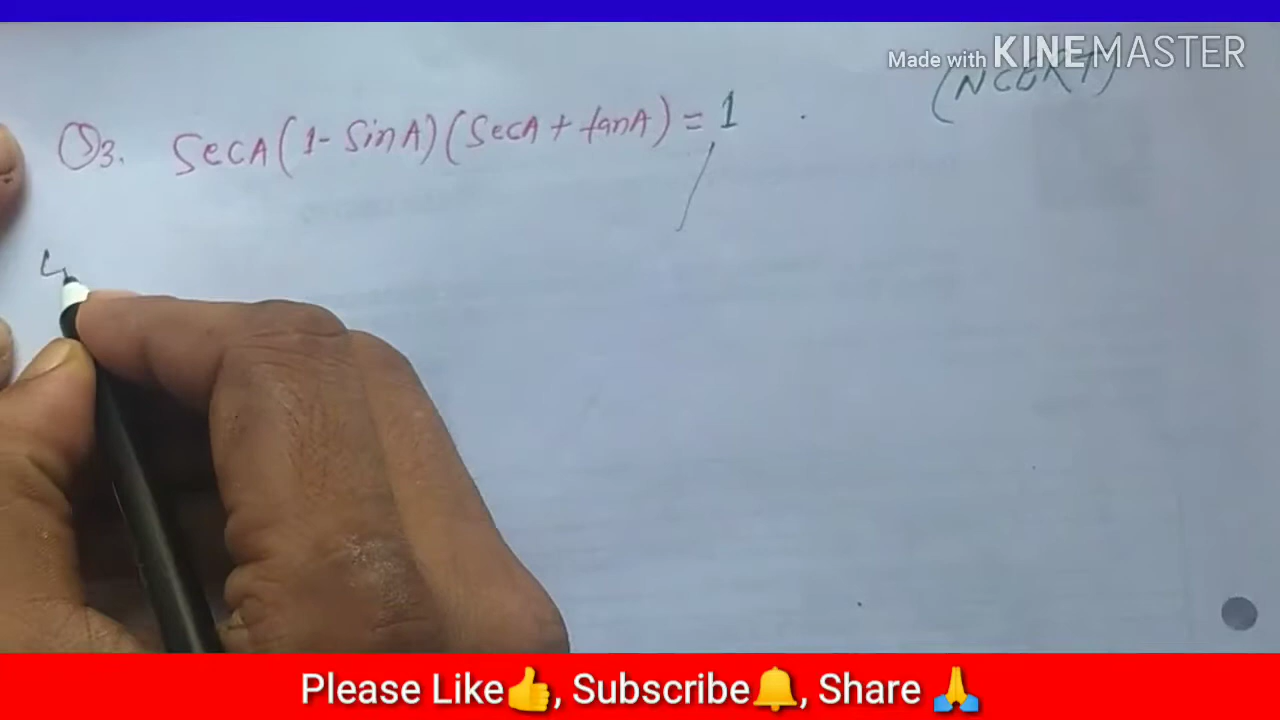 Made with KINEMASTER
(NCERT)
Q3. SecA(1- SinA)(SecA + tanA) = 1
L
Please Like👍, Subscribe🔔, Share 🙏